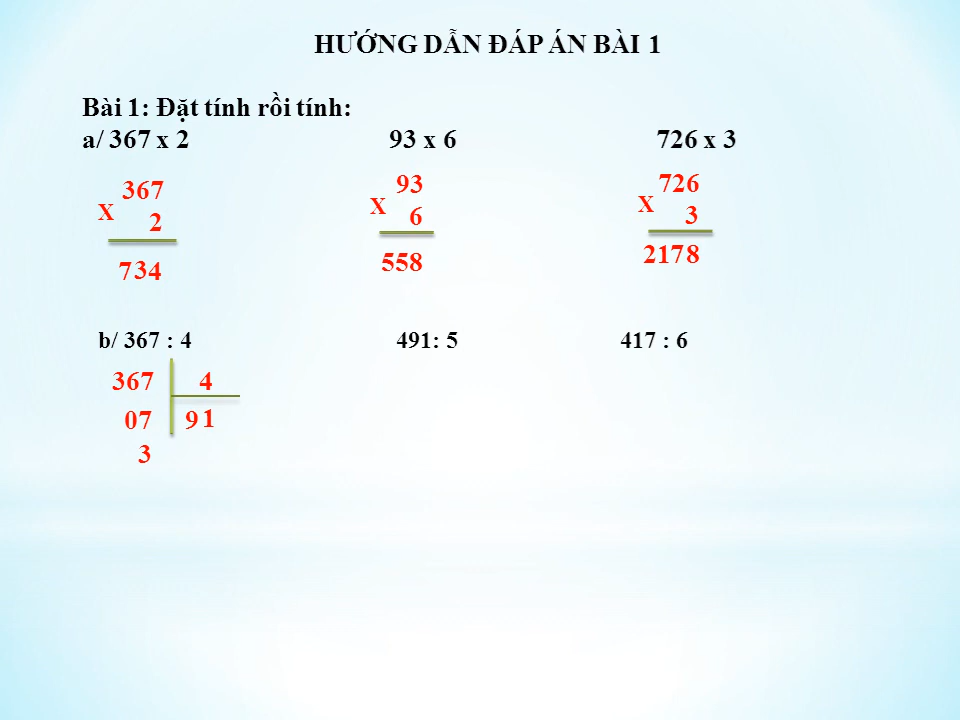 HƯỚNG DẪN ĐÁP ÁN BÀI 1
Bài 1: Đặt tính rồi tính:
a/ 367 x 2 93 x 6 726 x 3
367
X
2
734
93
X
6
558
726
X
3
2178
b/ 367 : 4 491: 5 417 : 6
367 4
07 91
3